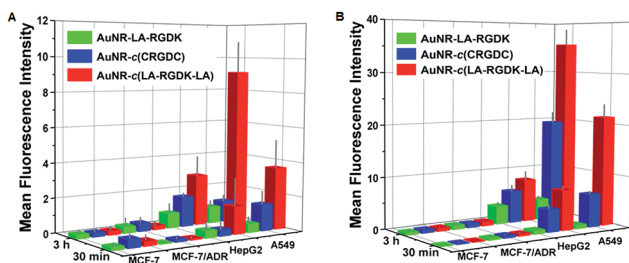 A
Mean Fluorescence Intensity
12
10
8
6
4
2
0
AuNR-LA-RGDK
AuNR-c(CRGDC)
AuNR-c(LA-RGDK-LA)
3 h
30 min
MCF-7
MCF-7/ADR
HepG2
A549
B
Mean Fluorescence Intensity
40
30
20
10
0
AuNR-LA-RGDK
AuNR-c(CRGDC)
AuNR-c(LA-RGDK-LA)
3 h
30 min
MCF-7
MCF-7/ADR
HepG2
A549